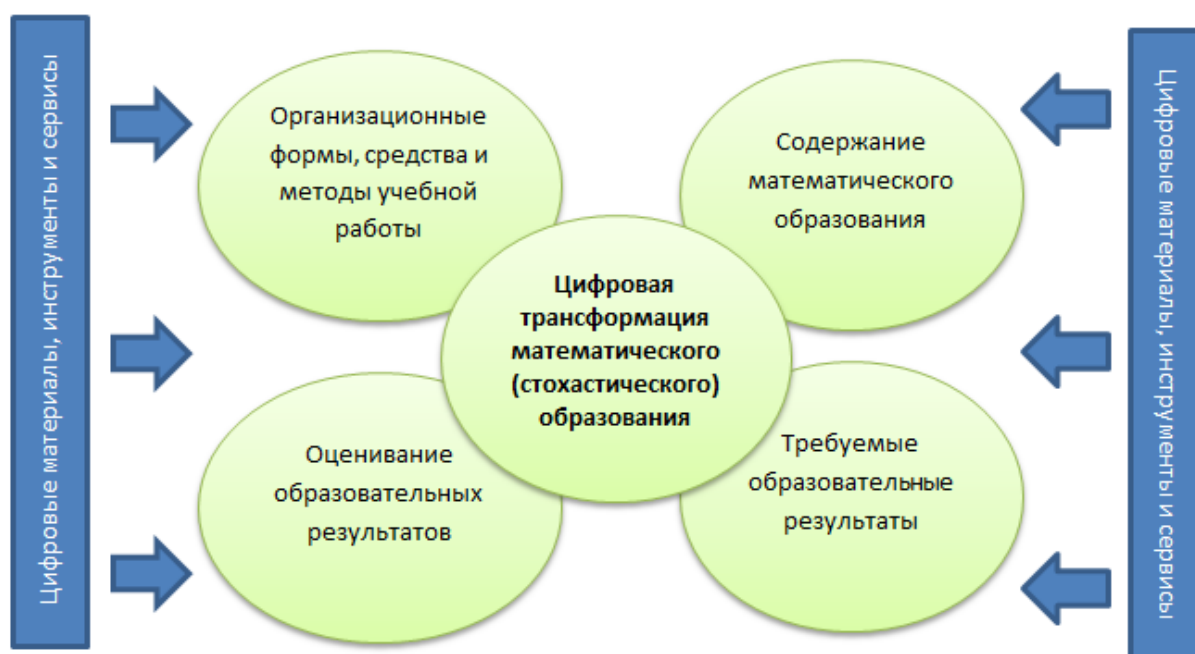 Цифровые материалы, инструменты и сервисы
Организационные
формы, средства и
методы учебной
работы
Содержание
математического
образования
Цифровая
трансформация
математического
(стохастического)
образования
Оценивание
образовательных
результатов
Требуемые
образовательные
результаты
Цифровые материалы, инструменты и сервисы